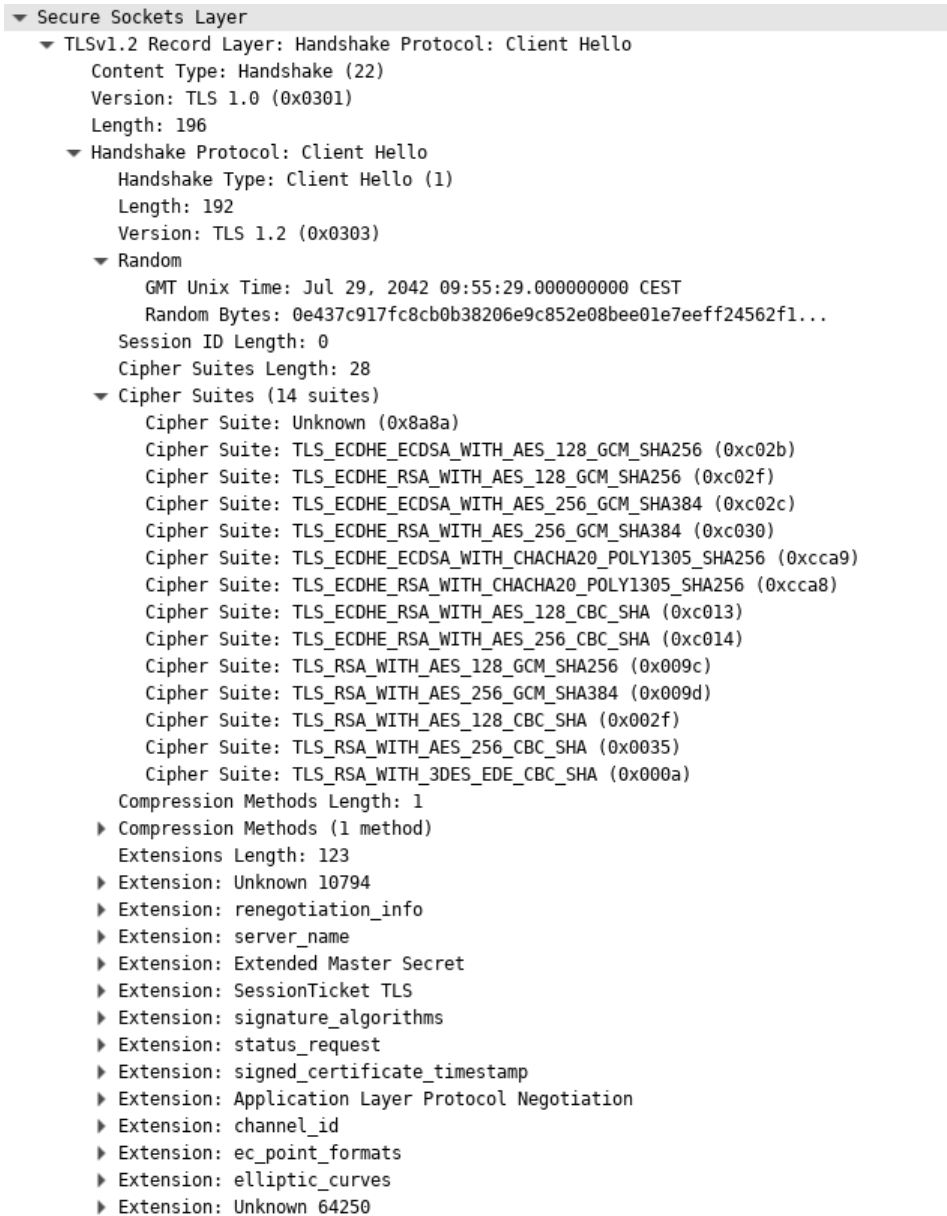 Secure Sockets Layer
TLSv1.2 Record Layer: Handshake Protocol: Client Hello
Content Type: Handshake (22)
Version: TLS 1.0 (0x0301)
Length: 196
Handshake Protocol: Client Hello
Handshake Type: Client Hello (1)
Length: 192
Version: TLS 1.2 (0x0303)
Random
GMT Unix Time: Jul 29, 2042 09:55:29.000000000 CEST
Random Bytes: 0e437c917fc8cb0b38206e9c852e08bee01e7eeff24562f1...
Session ID Length: 0
Cipher Suites Length: 28
Cipher Suites (14 suites)
Cipher Suite: Unknown (0x8a8a)
Cipher Suite: TLS_ECDHE_ECDSA_WITH_AES_128_GCM_SHA256 (0xc02b)
Cipher Suite: TLS_ECDHE_RSA_WITH_AES_128_GCM_SHA256 (0xc02f)
Cipher Suite: TLS_ECDHE_ECDSA_WITH_AES_256_GCM_SHA384 (0xc02c)
Cipher Suite: TLS_ECDHE_RSA_WITH_AES_256_GCM_SHA384 (0xc030)
Cipher Suite: TLS_ECDHE_ECDSA_WITH_CHACHA20_POLY1305_SHA256 (0xcca9)
Cipher Suite: TLS_ECDHE_RSA_WITH_CHACHA20_POLY1305_SHA256 (0xcca8)
Cipher Suite: TLS_ECDHE_RSA_WITH_AES_128_CBC_SHA (0xc013)
Cipher Suite: TLS_ECDHE_RSA_WITH_AES_256_CBC_SHA (0xc014)
Cipher Suite: TLS_RSA_WITH_AES_128_GCM_SHA256 (0x009c)
Cipher Suite: TLS_RSA_WITH_AES_256_GCM_SHA384 (0x009d)
Cipher Suite: TLS_RSA_WITH_AES_128_CBC_SHA (0x002f)
Cipher Suite: TLS_RSA_WITH_AES_256_CBC_SHA (0x0035)
Cipher Suite: TLS_RSA_WITH_3DES_EDE_CBC_SHA (0x000a)
Compression Methods Length: 1
Compression Methods (1 method)
Extensions Length: 123
Extension: Unknown 10794
Extension: renegotiation_info
Extension: server_name
Extension: Extended Master Secret
Extension: SessionTicket TLS
Extension: signature_algorithms
Extension: status_request
Extension: signed_certificate_timestamp
Extension: Application Layer Protocol Negotiation
Extension: channel_id
Extension: ec_point_formats
Extension: elliptic_curves
Extension: Unknown 64250